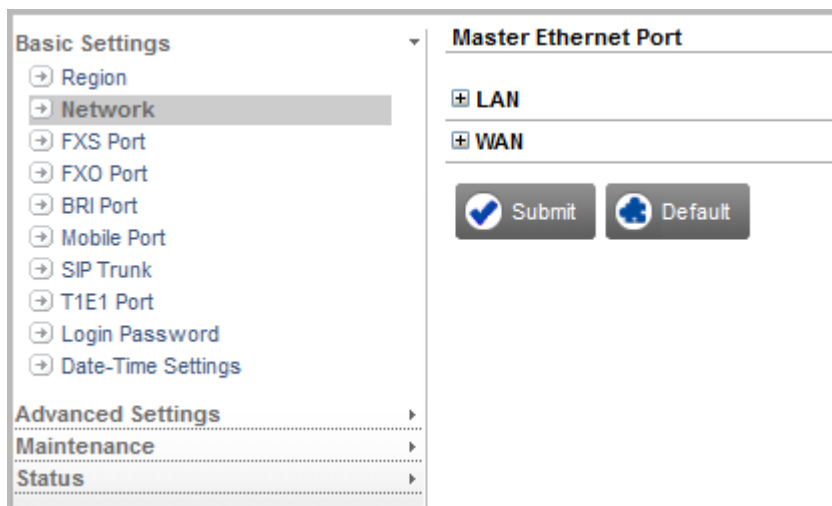 Basic Settings
Region
Network
FXS Port
FXO Port
BRI Port
Mobile Port
SIP Trunk
T1E1 Port
Login Password
Date-Time Settings
Advanced Settings
Maintenance
Status
Master Ethernet Port
LAN
WAN
Submit
Default